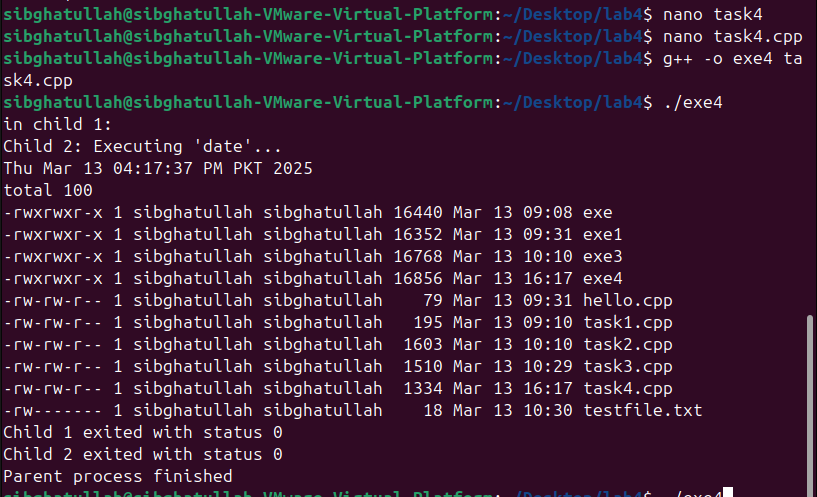 sibghatullah@sibghatullah-VMware-Virtual-Platform:~/Desktop/lab4$ nano task4
sibghatullah@sibghatullah-VMware-Virtual-Platform:~/Desktop/lab4$ nano task4.cpp
sibghatullah@sibghatullah-VMware-Virtual-Platform:~/Desktop/lab4$ g++ -o exe4 ta
sk4.cpp
sibghatullah@sibghatullah-VMware-Virtual-Platform:~/Desktop/lab4$ ./exe4
in child 1:
Child 2: Executing 'date'...
Thu Mar 13 04:17:37 PM PKT 2025
total 100
-rwxrwxr-x 1 sibghatullah sibghatullah 16440 Mar 13 09:08 exe
-rwxrwxr-x 1 sibghatullah sibghatullah 16352 Mar 13 09:31 exe1
-rwxrwxr-x 1 sibghatullah sibghatullah 16768 Mar 13 10:10 exe3
-rwxrwxr-x 1 sibghatullah sibghatullah 16856 Mar 13 16:17 exe4
-rw-rw-r-- 1 sibghatullah sibghatullah    79 Mar 13 09:31 hello.cpp
-rw-rw-r-- 1 sibghatullah sibghatullah   195 Mar 13 09:10 task1.cpp
-rw-rw-r-- 1 sibghatullah sibghatullah  1603 Mar 13 10:10 task2.cpp
-rw-rw-r-- 1 sibghatullah sibghatullah  1510 Mar 13 10:29 task3.cpp
-rw-rw-r-- 1 sibghatullah sibghatullah  1334 Mar 13 16:17 task4.cpp
-rw------- 1 sibghatullah sibghatullah    18 Mar 13 10:30 testfile.txt
Child 1 exited with status 0
Child 2 exited with status 0
Parent process finished
sibghatullah@sibghatullah-VMware-Virtual-Platform:~/Desktop/lab4$ ./exe4